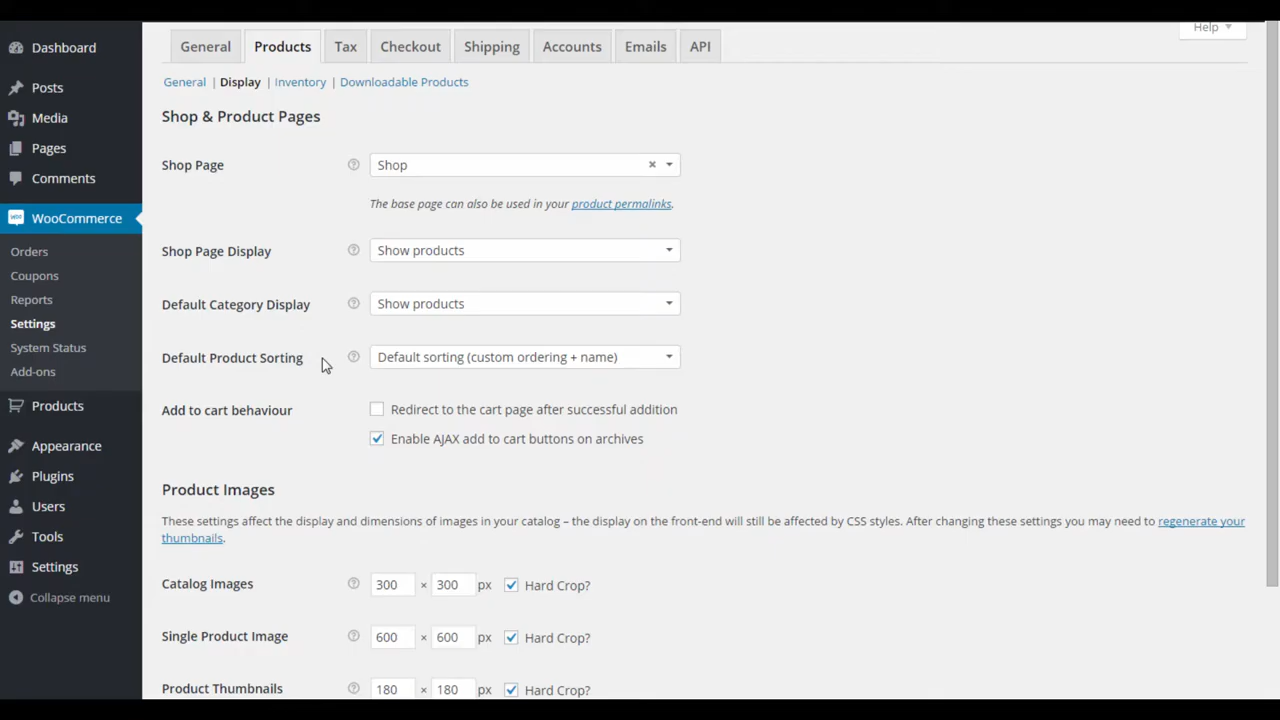 Help
Dashboard
Posts
Media
Pages
Comments
WooCommerce
Orders
Coupons
Reports
Settings
System Status
Add-ons
Products
Appearance
Plugins
Users
Tools
Settings
Collapse menu
General Products Tax Checkout Shipping Accounts Emails API
General | Display | Inventory | Downloadable Products
Shop & Product Pages
Shop Page ? Shop ×
The base page can also be used in your product permalinks.
Shop Page Display ? Show products
Default Category Display ? Show products
Default Product Sorting ? Default sorting (custom ordering + name)
Add to cart behaviour Redirect to the cart page after successful addition
Enable AJAX add to cart buttons on archives
Product Images
These settings affect the display and dimensions of images in your catalog – the display on the front-end will still be affected by CSS styles. After changing these settings you may need to regenerate your
thumbnails.
Catalog Images ? 300 × 300 px Hard Crop?
Single Product Image ? 600 × 600 px Hard Crop?
Product Thumbnails ? 180 × 180 px Hard Crop?